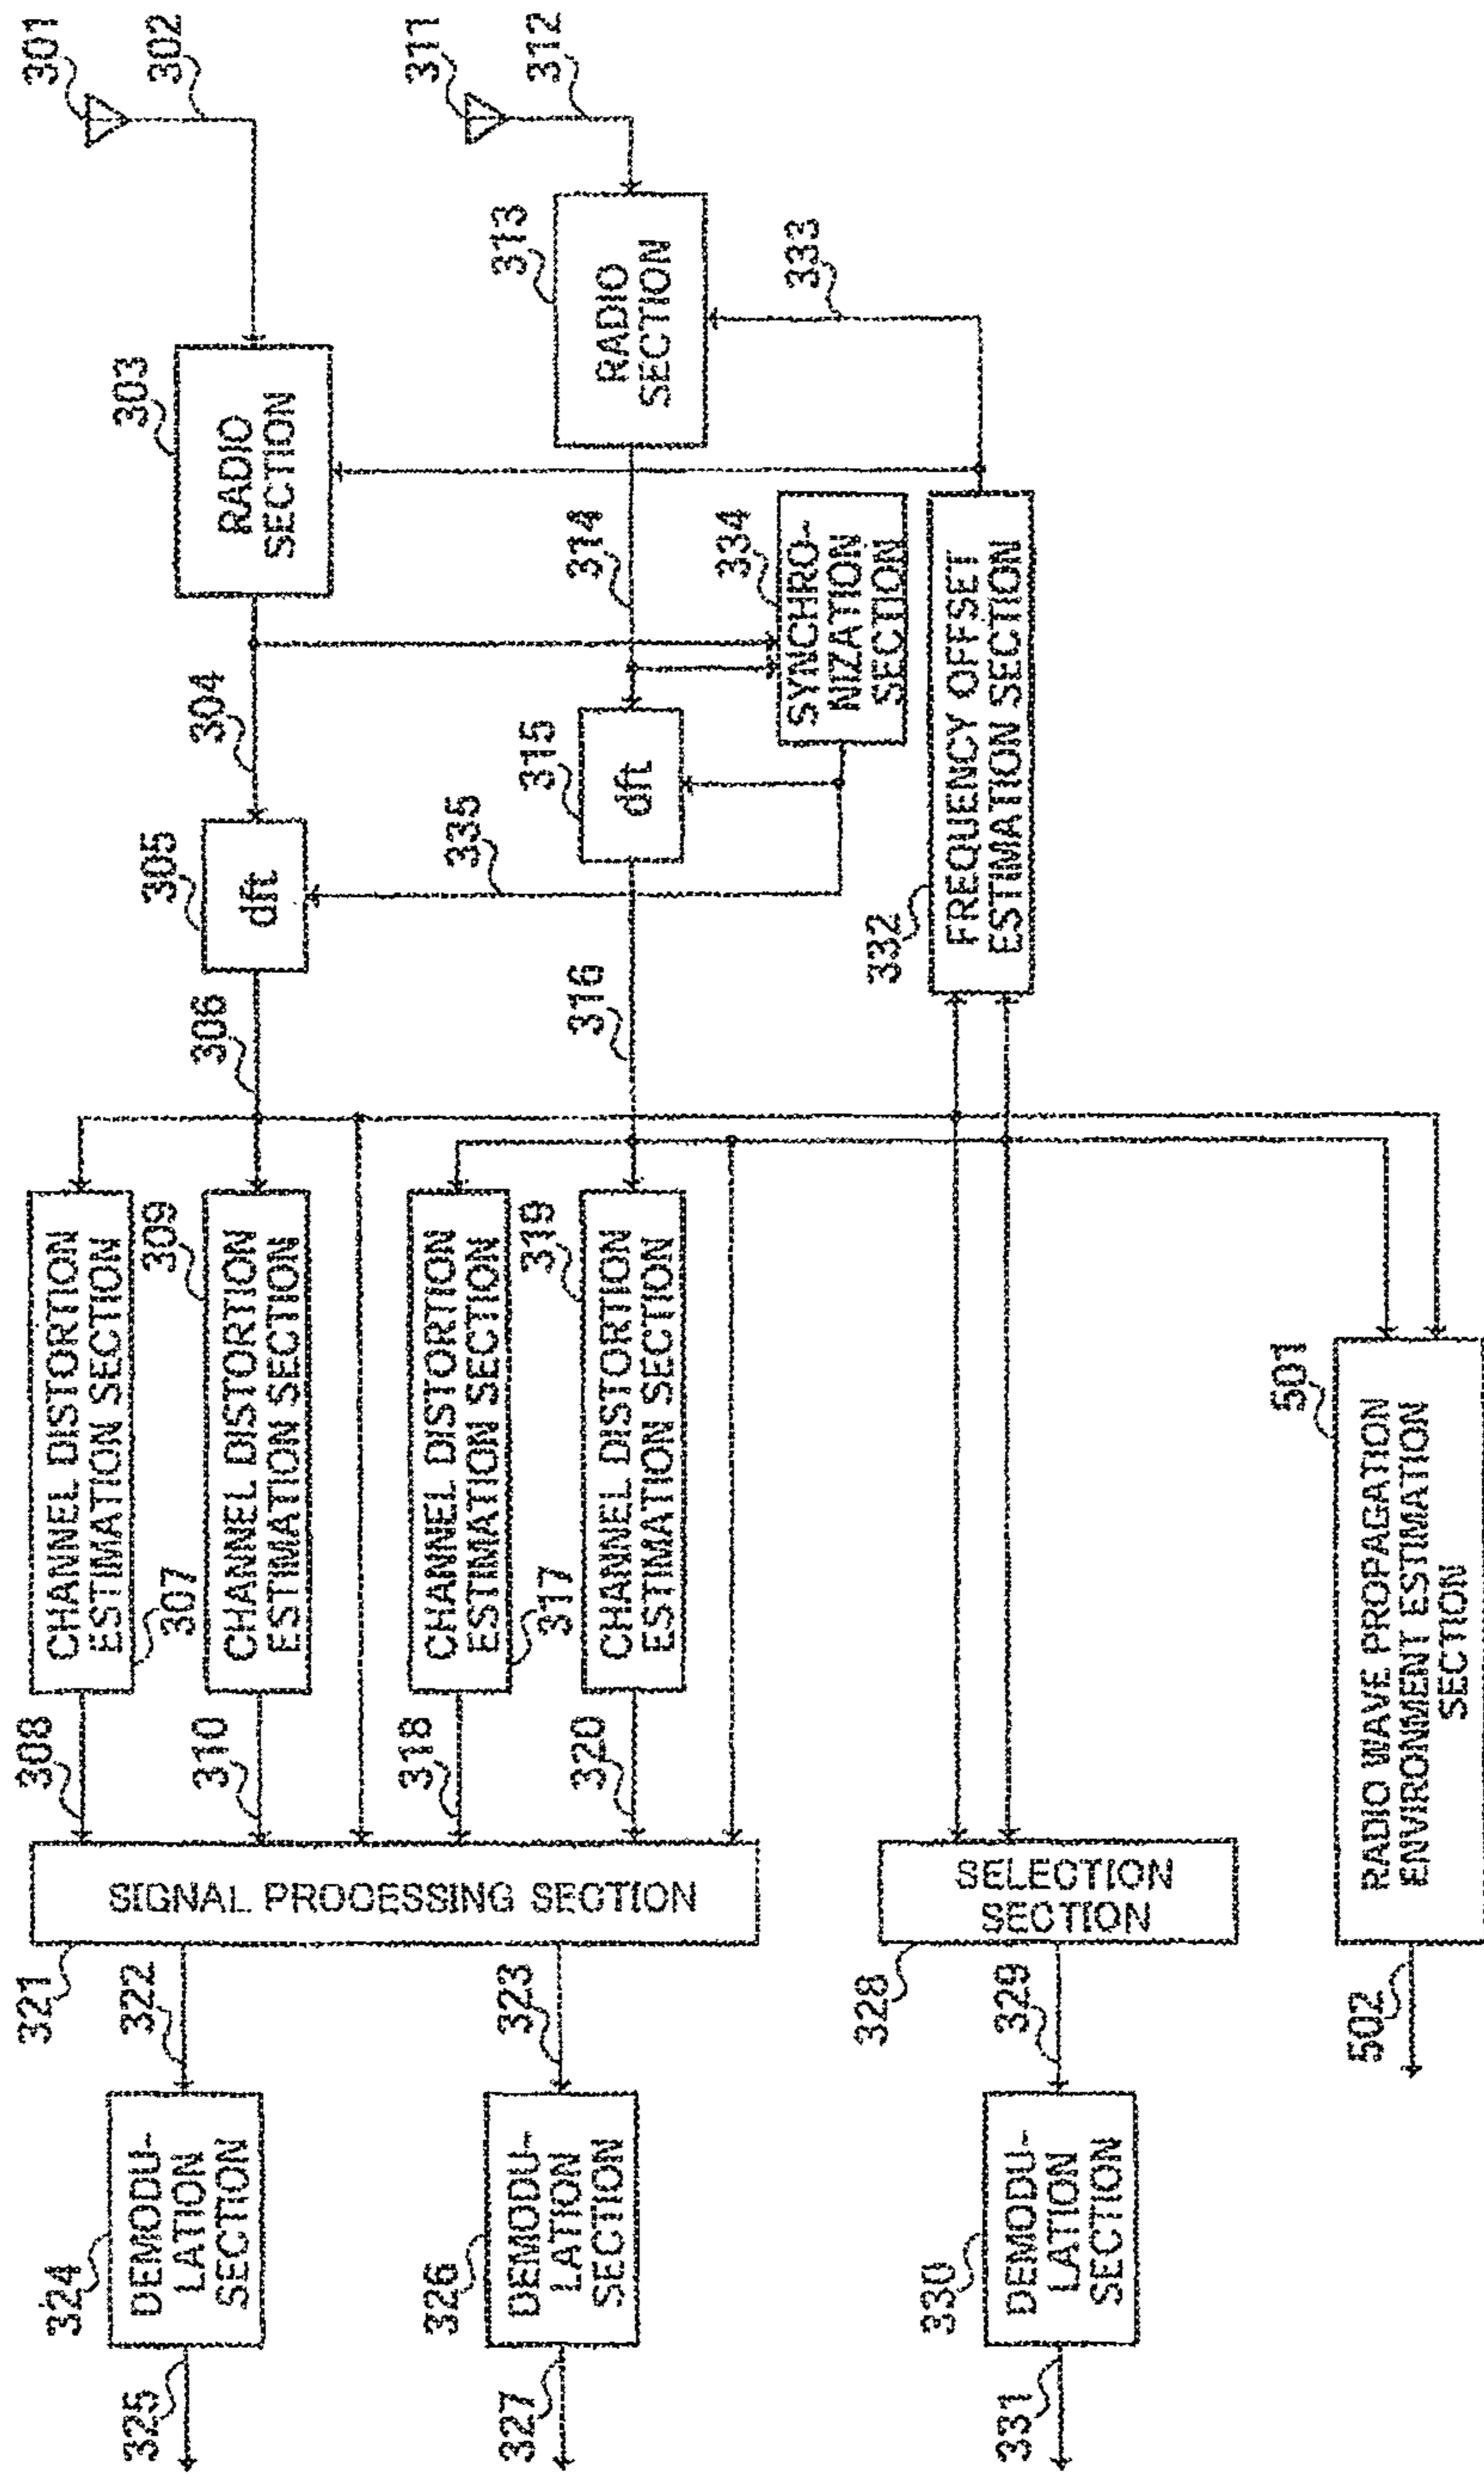 301
302
311
312
303
RADIO
SECTION
313
RADIO
SECTION
333
304
314
334
SYNCHRO-
NIZATION
SECTION
305
dft
335
315
dft
332
FREQUENCY OFFSET
ESTIMATION SECTION
306
316
CHANNEL DISTORTION
ESTIMATION SECTION
307
309
CHANNEL DISTORTION
ESTIMATION SECTION
CHANNEL DISTORTION
ESTIMATION SECTION
317
319
CHANNEL DISTORTION
ESTIMATION SECTION
501
RADIO WAVE PROPAGATION
ENVIRONMENT ESTIMATION
SECTION
308
310
318
320
SIGNAL PROCESSING SECTION
SELECTION
SECTION
321
322
323
328
329
502
324
DEMODU-
LATION
SECTION
326
DEMODU-
LATION
SECTION
330
DEMODU-
LATION
SECTION
325
327
331